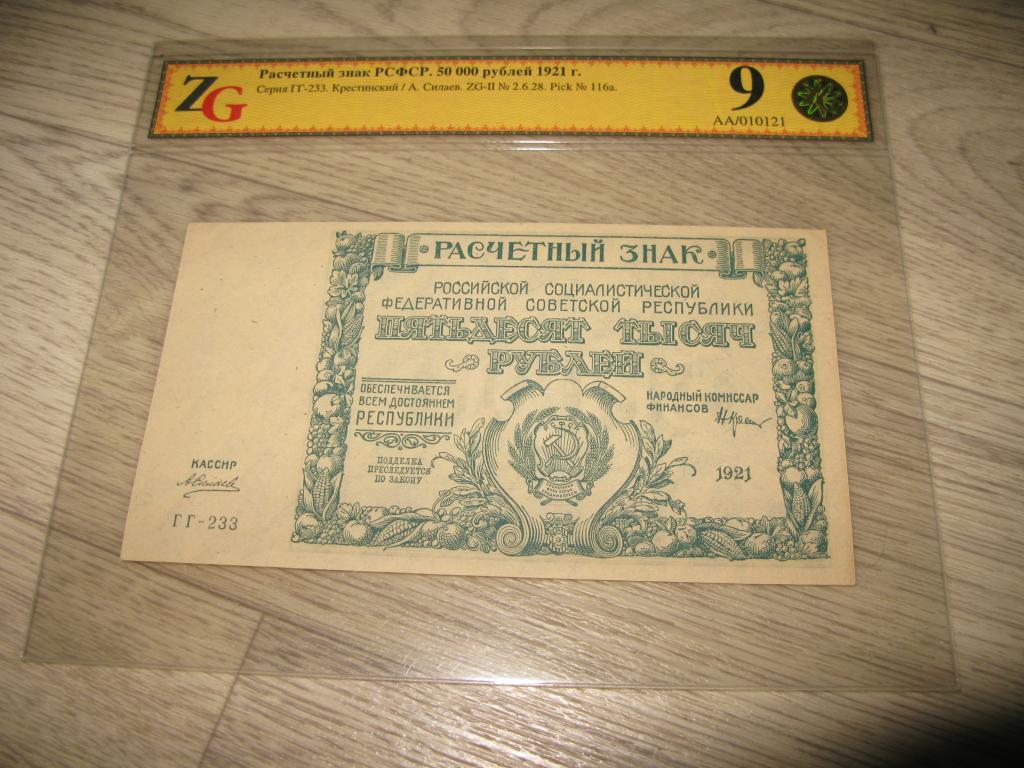 ZG
Расчетный знак РСФСР. 50 000 рублей 1921 г.
Серия ГГ-233. Крестинский / А. Силаев. ZG-II № 2.6.28. Pick № 116a.
9
AA/010121
РАСЧЕТНЫЙ ЗНАК
РОССИЙСКОЙ СОЦИАЛИСТИЧЕСКОЙ
ФЕДЕРАТИВНОЙ СОВЕТСКОЙ РЕСПУБЛИКИ
ПЯТЬДЕСЯТ ТЫСЯЧ
РУБЛЕЙ
ОБЕСПЕЧИВАЕТСЯ
ВСЕМ ДОСТОЯНИЕМ
РЕСПУБЛИКИ
НАРОДНЫЙ КОМИССАР
ФИНАНСОВ
ПОДДЕЛКА
ПРЕСЛЕДУЕТСЯ
ПО ЗАКОНУ
РСФСР
1921
КАССИР
АСилаев
ГГ-233